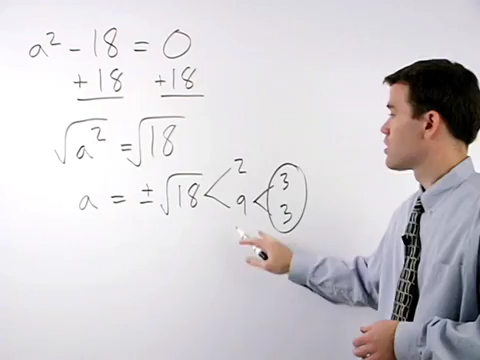 a² - 18 = 0
+18 +18
√a² = √18
a = ± √18 < 2
9 < 3
3